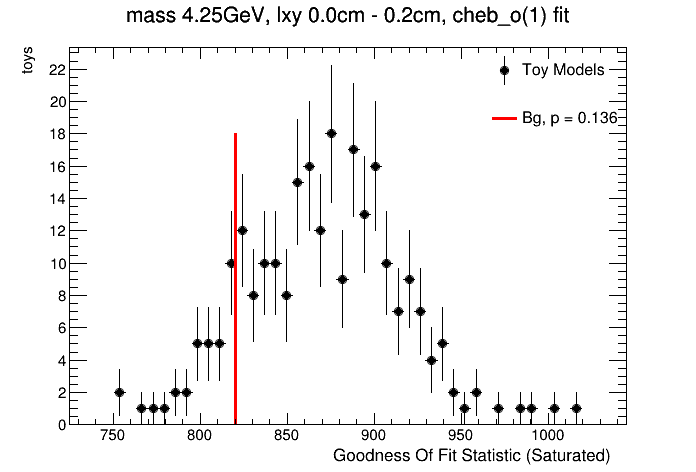 mass 4.25GeV, lxy 0.0cm - 0.2cm, cheb_o(1) fit
toys
22
20
18
16
14
12
10
8
6
4
2
0
Toy Models
Bg, p = 0.136
750 800 850 900 950 1000
Goodness Of Fit Statistic (Saturated)